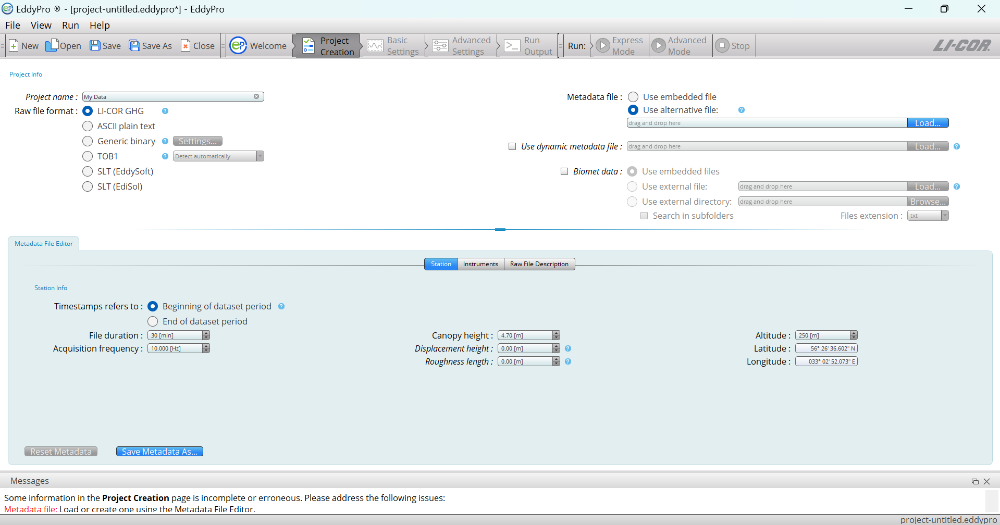 EddyPro ® - [project-untitled.eddypro*] - EddyPro
File View Run Help
New Open Save Save As Close Welcome Project Creation Basic Settings Advanced Settings Run Output Run: Express Mode Advanced Mode Stop LI-COR
Project Info
Project name : My Data
Raw file format : LI-COR GHG ?
ASCII plain text
Generic binary ? Settings...
TOB1 ? Detect automatically
SLT (EddySoft)
SLT (EdiSol)
Metadata file : Use embedded file
Use alternative file: ?
drag and drop here Load...
Use dynamic metadata file : drag and drop here Load... ?
Biomet data : Use embedded files
Use external file: drag and drop here Load... ?
Use external directory: drag and drop here Browse...
Search in subfolders Files extension : txt
Metadata File Editor
Station Instruments Raw File Description
Station Info
Timestamps refers to : Beginning of dataset period ?
End of dataset period
File duration : 30 [min]
Acquisition frequency : 10.000 [Hz]
Canopy height : 4.70 [m]
Displacement height : 0.00 [m] ?
Roughness length : 0.00 [m] ?
Altitude : 250 [m]
Latitude : 56° 26' 36.602" N
Longitude : 033° 02' 52.073" E
Reset Metadata Save Metadata As...
Messages
Some information in the Project Creation page is incomplete or erroneous. Please address the following issues:
Metadata file: Load or create one using the Metadata File Editor.
project-untitled.eddypro